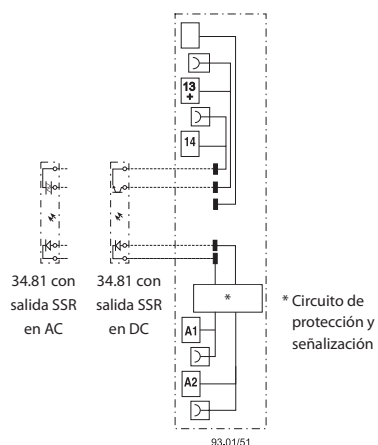 13
+
14
34.81 con
salida SSR
en AC
34.81 con
salida SSR
en DC
*
* Circuito de
protección y
señalización
A1
A2
93.01/51